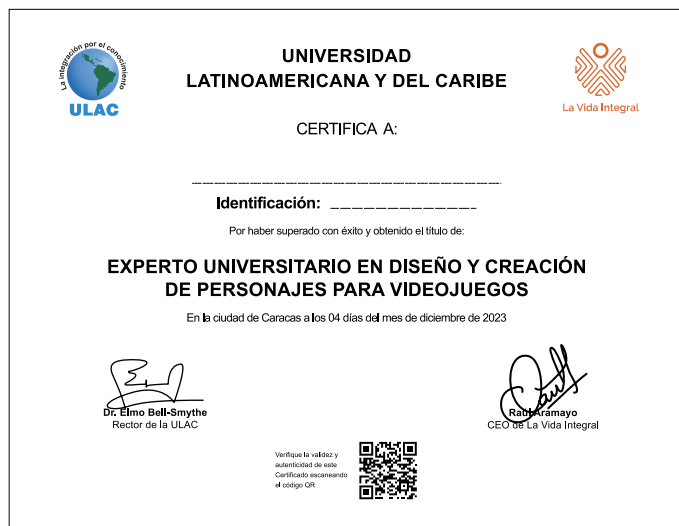 La integración por el conocimiento
ULAC
UNIVERSIDAD
LATINOAMERICANA Y DEL CARIBE
La Vida Integral
CERTIFICA A:
Identificación:
Por haber superado con éxito y obtenido el título de:
EXPERTO UNIVERSITARIO EN DISEÑO Y CREACIÓN
DE PERSONAJES PARA VIDEOJUEGOS
En la ciudad de Caracas a los 04 días del mes de diciembre de 2023
Dr. Elmo Bell-Smythe
Rector de la ULAC
Raúl Aramayo
CEO de La Vida Integral
Verifique la validez y
autenticidad de este
Certificado escaneando
el código QR